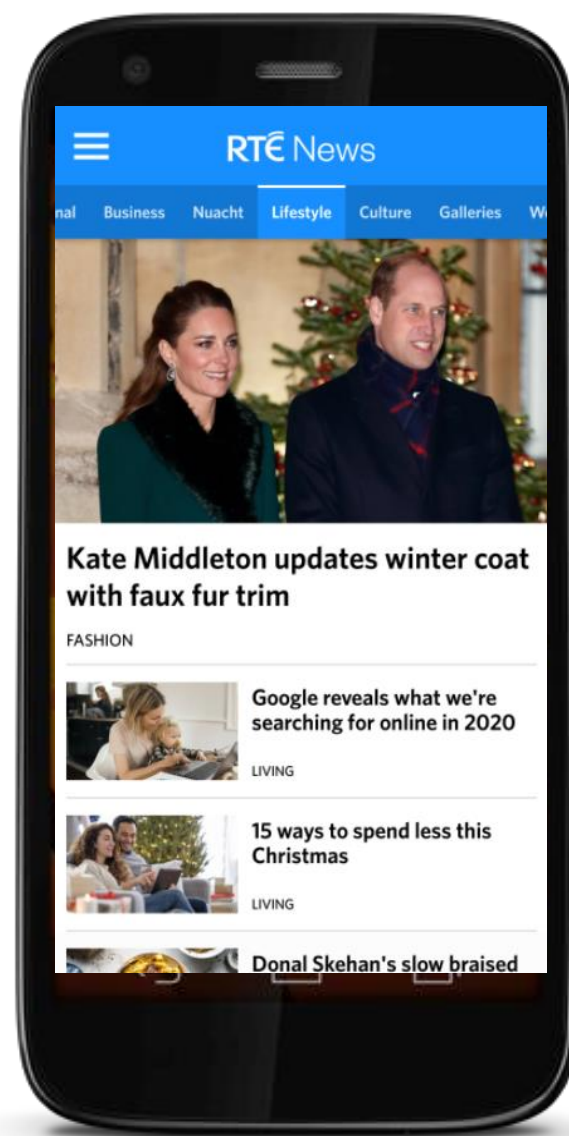 RTÉ News
nal Business Nuacht Lifestyle Culture Galleries W
Kate Middleton updates winter coat
with faux fur trim
FASHION
Google reveals what we're
searching for online in 2020
LIVING
15 ways to spend less this
Christmas
LIVING
Donal Skehan's slow braised